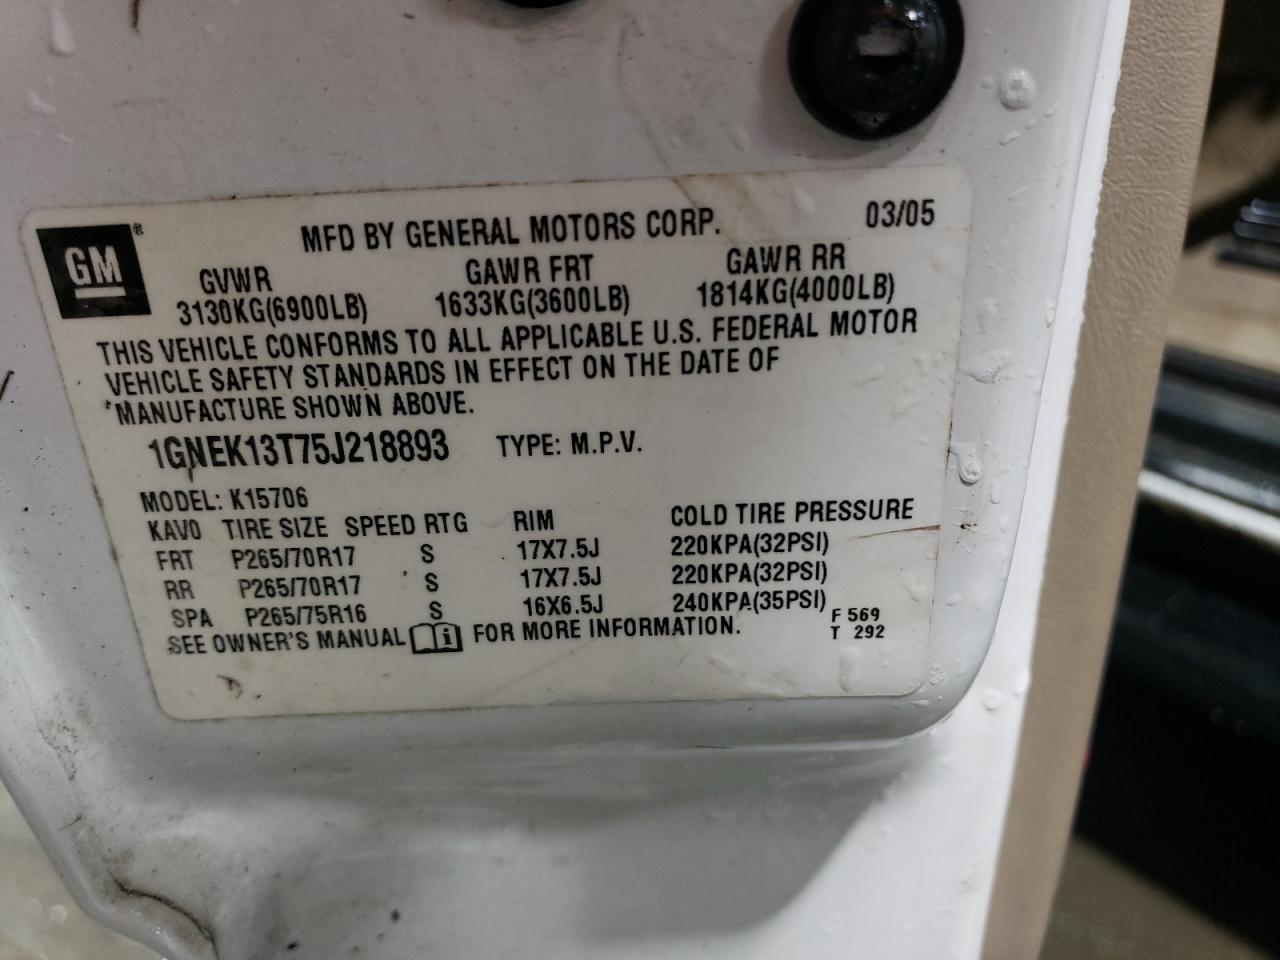 GM®
MFD BY GENERAL MOTORS CORP. 03/05
GVWR GAWR FRT GAWR RR
3130KG(6900LB) 1633KG(3600LB) 1814KG(4000LB)
THIS VEHICLE CONFORMS TO ALL APPLICABLE U.S. FEDERAL MOTOR
VEHICLE SAFETY STANDARDS IN EFFECT ON THE DATE OF
MANUFACTURE SHOWN ABOVE.
1GNEK13T75J218893 TYPE: M.P.V.
MODEL: K15706
KAVO TIRE SIZE SPEED RTG RIM COLD TIRE PRESSURE
FRT P265/70R17 S 17X7.5J 220KPA(32PSI)
RR P265/70R17 S 17X7.5J 220KPA(32PSI)
SPA P265/75R16 S 16X6.5J 240KPA(35PSI)
SEE OWNER'S MANUAL i FOR MORE INFORMATION.
F 569
T 292